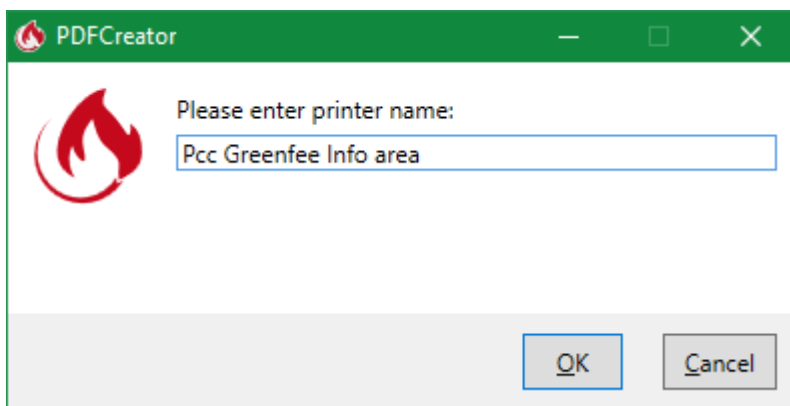 PDFCreator
Please enter printer name:
Pcc Greenfee Info area
OK
Cancel